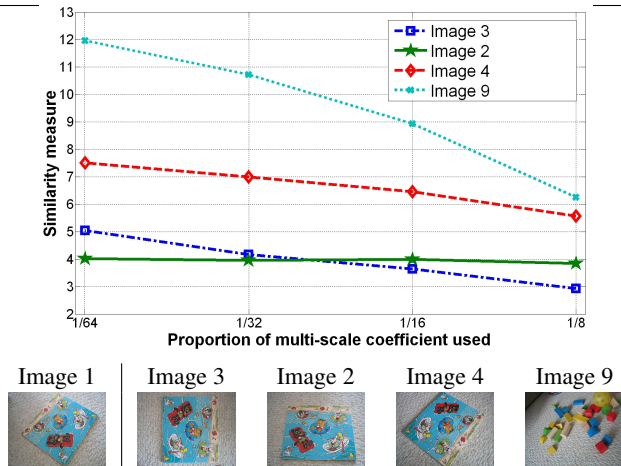 13
12
11
10
9
8
7
6
5
4
3
2
Similarity measure
Image 3
Image 2
Image 4
Image 9
1/64 1/32 1/16 1/8
Proportion of multi-scale coefficient used
Image 1 Image 3 Image 2 Image 4 Image 9